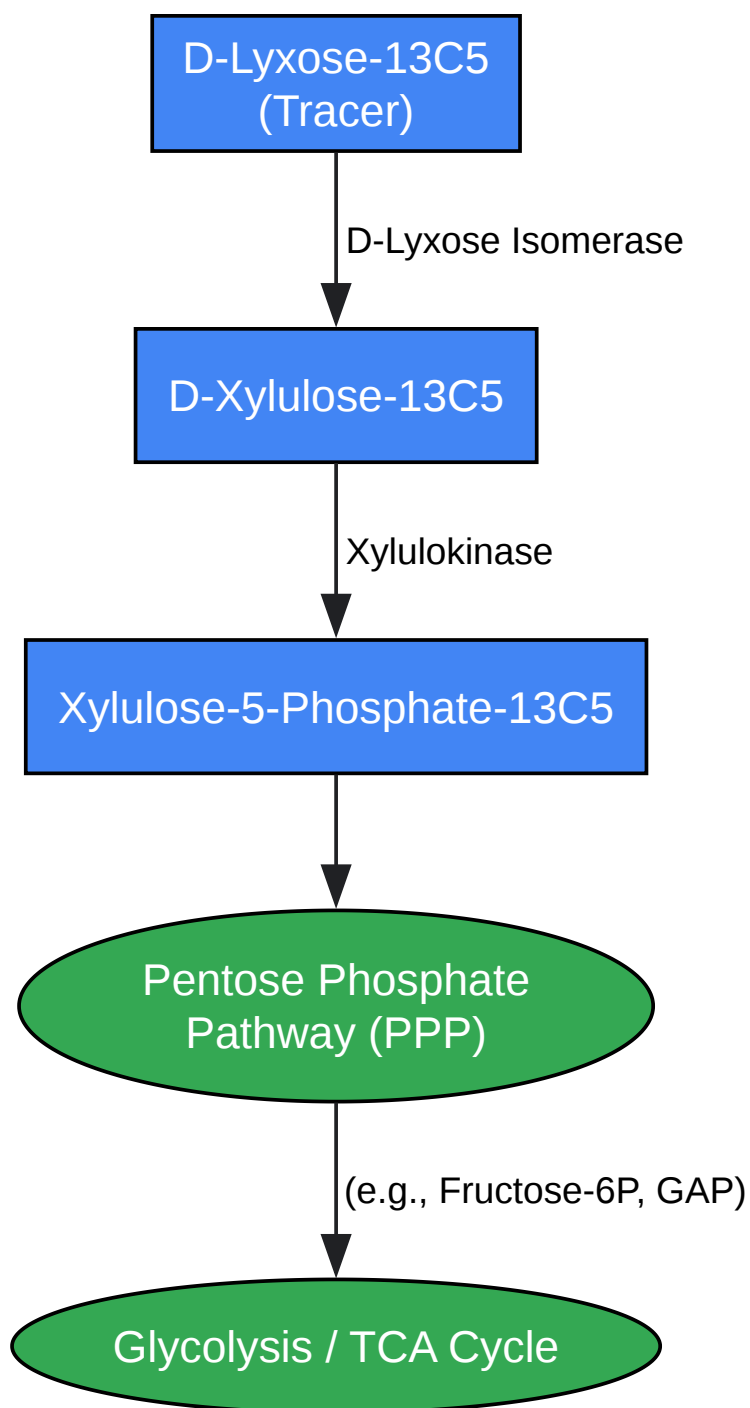 D-Lyxose-13C5
(Tracer)
D-Lyxose Isomerase
D-Xylulose-13C5
Xylulokinase
Xylulose-5-Phosphate-13C5
Pentose Phosphate
Pathway (PPP)
(e.g., Fructose-6P, GAP)
Glycolysis / TCA Cycle